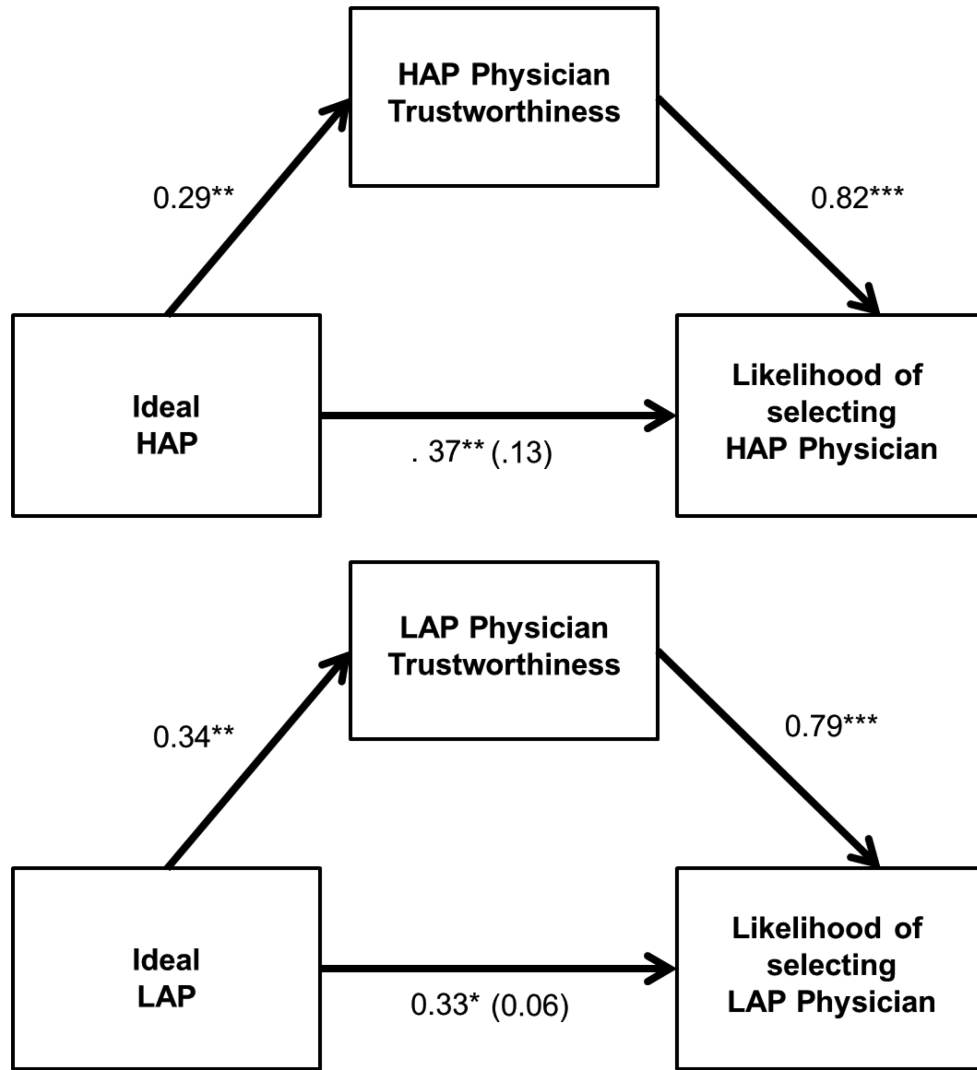 HAP Physician
Trustworthiness
0.29**
0.82***
Ideal
HAP
Likelihood of
selecting
HAP Physician
. 37** (.13)
LAP Physician
Trustworthiness
0.34**
0.79***
Ideal
LAP
Likelihood of
selecting
LAP Physician
0.33* (0.06)